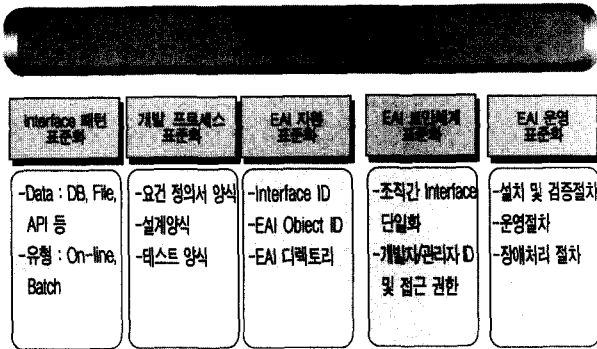 Interface 패턴
표준화
개발 프로세스
표준화
EAI 자원
표준화
EAI 보안체계
표준화
EAI 운영
표준화
-Data : DB, File,
API 등
-유형 : On-line,
Batch
-요건 정의서 양식
-설계양식
-테스트 양식
-Interface ID
-EAI Object ID
-EAI 디렉토리
-조직간 Interface
단일화
-개발자/관리자 ID
및 접근 권한
-설치 및 검증절차
-운영절차
-장애처리 절차